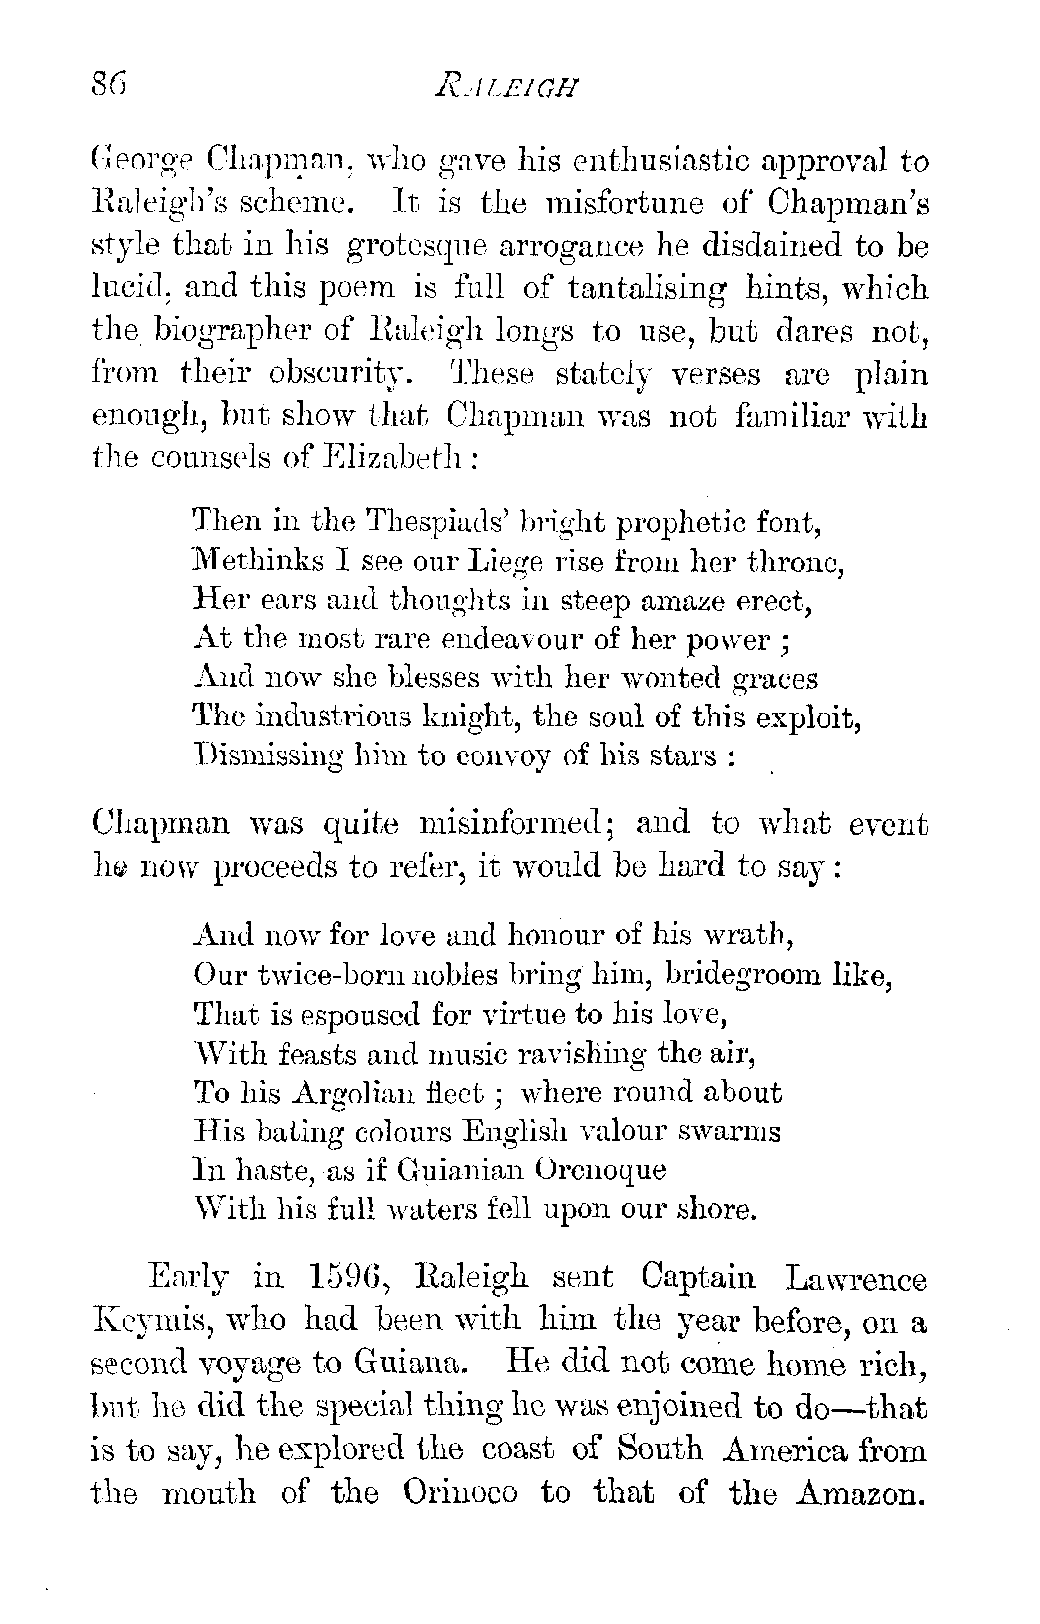 86 RALEIGH
George Chapman, who gave his enthusiastic approval to
Raleigh's scheme. It is the misfortune of Chapman's
style that in his grotesque arrogance he disdained to be
lucid, and this poem is full of tantalising hints, which
the biographer of Raleigh longs to use, but dares not,
from their obscurity. These stately verses are plain
enough, but show that Chapman was not familiar with
the counsels of Elizabeth :
Then in the Thespiads' bright prophetic font,
Methinks I see our Liege rise from her throne,
Her ears and thoughts in steep amaze erect,
At the most rare endeavour of her power ;
And now she blesses with her wonted graces
The industrious knight, the soul of this exploit,
Dismissing him to convoy of his stars :
Chapman was quite misinformed; and to what event
he now proceeds to refer, it would be hard to say :
And now for love and honour of his wrath,
Our twice-born nobles bring him, bridegroom like,
That is espoused for virtue to his love,
With feasts and music ravishing the air,
To his Argolian fleet ; where round about
His bating colours English valour swarms
In haste, as if Guianian Orenoque
With his full waters fell upon our shore.
Early in 1596, Raleigh sent Captain Lawrence
Keymis, who had been with him the year before, on a
second voyage to Guiana. He did not come home rich,
but he did the special thing he was enjoined to do—that
is to say, he explored the coast of South America from
the mouth of the Orinoco to that of the Amazon.